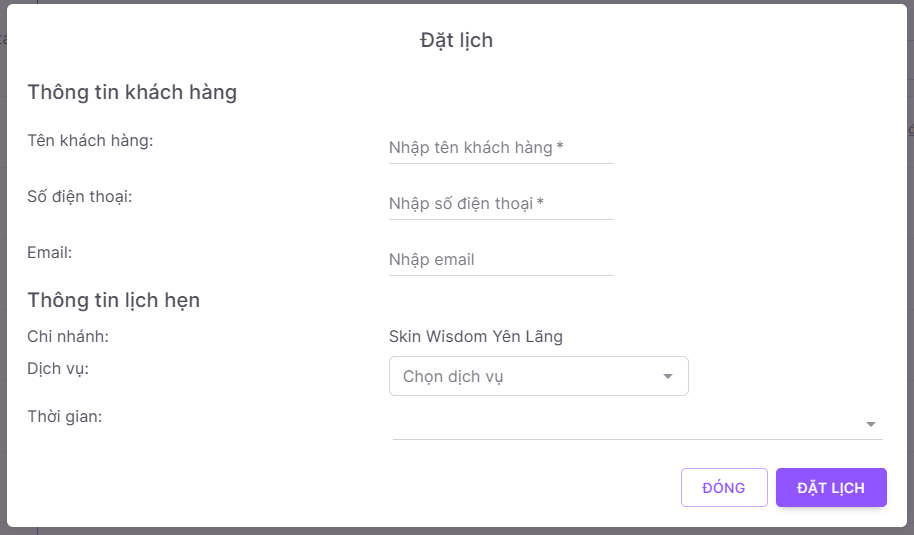 Đặt lịch
Thông tin khách hàng
Tên khách hàng: Nhập tên khách hàng *
Số điện thoại: Nhập số điện thoại *
Email: Nhập email
Thông tin lịch hẹn
Chi nhánh: Skin Wisdom Yên Lãng
Dịch vụ: Chọn dịch vụ
Thời gian:
ĐÓNG ĐẶT LỊCH